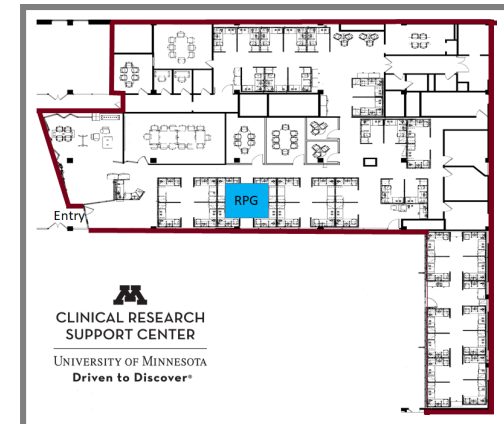 RPG
Entry
CLINICAL RESEARCH
SUPPORT CENTER
UNIVERSITY OF MINNESOTA
Driven to Discover®